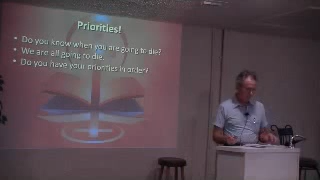 Priorities!
Do you know when you are going to die?
We are all going to die.
Do you have your priorities in order?